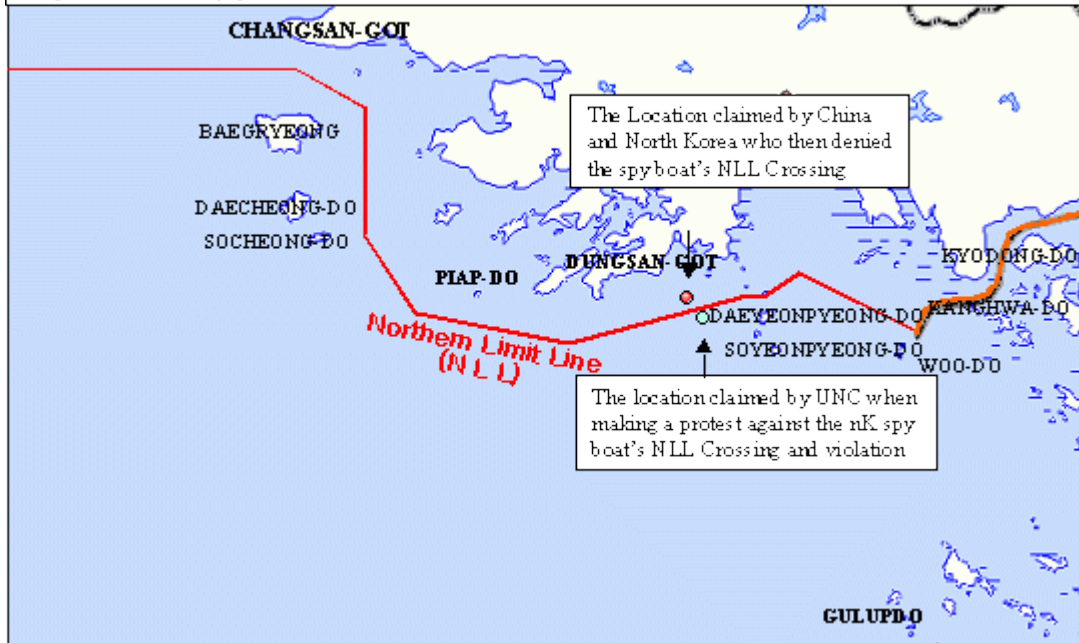 CHANGSAN-GOT
BAEGRYEONG
The Location claimed by China
and North Korea who then denied
the spy boat's NLL Crossing
DAECHEONG-DO
SOCHEONG-DO
DUNGSAN-GOT
KYODONG-DO
PIAP-DO
KANGHWA-DO
DAEYEONPYEONG-DO
Northern Limit Line
(N L L)
SOYEONPYEONG-DO
WOO-DO
The location claimed by UNC when
making a protest against the nK spy
boat's NLL Crossing and violation
GULUPDO